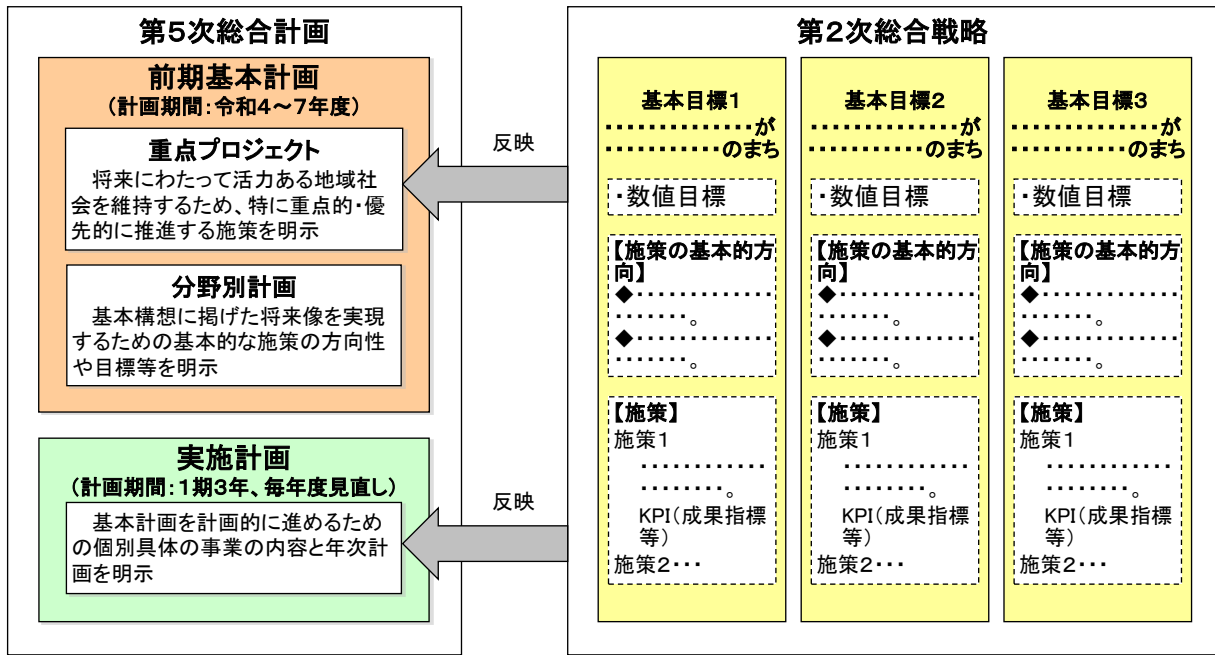 第5次総合計画
前期基本計画
(計画期間:令和4～7年度)
重点プロジェクト
将来にわたって活力ある地域社
会を維持するため、特に重点的・優
先的に推進する施策を明示
分野別計画
基本構想に掲げた将来像を実現
するための基本的な施策の方向性
や目標等を明示
実施計画
(計画期間:1期3年、毎年度見直し)
基本計画を計画的に進めるため
の個別具体の事業の内容と年次計
画を明示
反映
反映
第2次総合戦略
基本目標1
・・・・・・・・・・・・・・が
・・・・・・・・・・・のまち
・数値目標
【施策の基本的方
向】
◆・・・・・・・・・・・・・
・・・・・・・。
◆・・・・・・・・・・・・・
・・・・・・・。
【施策】
施策1
・・・・・・・・・・・・
・・・・・・・・。
KPI(成果指標
等)
施策2・・・
基本目標2
・・・・・・・・・・・・・・が
・・・・・・・・・・・のまち
・数値目標
【施策の基本的方
向】
◆・・・・・・・・・・・・・
・・・・・・・。
◆・・・・・・・・・・・・・
・・・・・・・。
【施策】
施策1
・・・・・・・・・・・・
・・・・・・・・。
KPI(成果指標
等)
施策2・・・
基本目標3
・・・・・・・・・・・・・・が
・・・・・・・・・・・のまち
・数値目標
【施策の基本的方
向】
◆・・・・・・・・・・・・・
・・・・・・・。
◆・・・・・・・・・・・・・
・・・・・・・。
【施策】
施策1
・・・・・・・・・・・・
・・・・・・・・。
KPI(成果指標
等)
施策2・・・